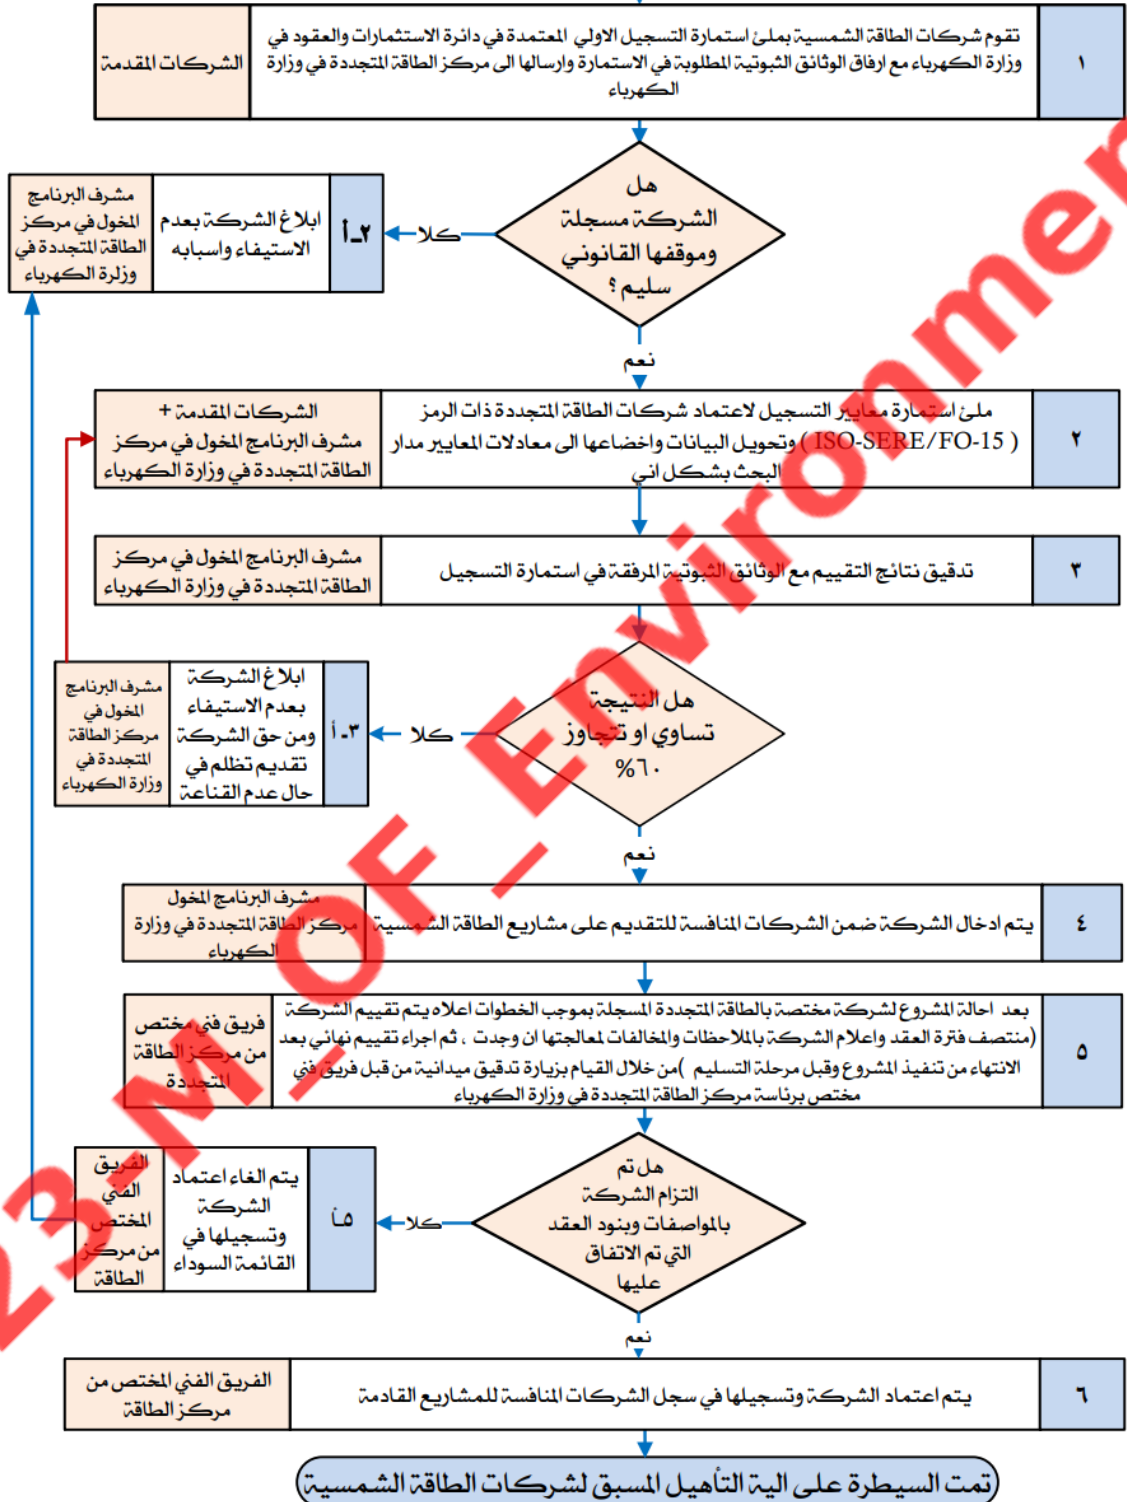 ١
تقوم شركات الطاقة الشمسية بملئ استمارة التسجيل الاولي المعتمدة في دائرة الاستثمارات والعقود في
وزارة الكهرباء مع ارفاق الوثائق الثبوتية المطلوبة في الاستمارة وارسالها الى مركز الطاقة المتجددة في وزارة
الكهرباء
الشركات المقدمة
هل
الشركة مسجلة
وموقفها القانوني
سليم ؟
كلا
٢ـأ
ابلاغ الشركة بعدم
الاستيفاء واسبابه
مشرف البرنامج
المخول في مركز
الطاقة المتجددة في
وزلرة الكهرباء
نعم
٢
ملئ استمارة معايير التسجيل لاعتماد شركات الطاقة المتجددة ذات الرمز
( ISO-SERE/FO-15 ) وتحويل البيانات واخضاعها الى معادلات المعايير مدار
البحث بشكل اني
الشركات المقدمة +
مشرف البرنامج المخول في مركز
الطاقة المتجددة في وزارة الكهرباء
٣
تدقيق نتائج التقييم مع الوثائق الثبوتية المرفقة في استمارة التسجيل
مشرف البرنامج المخول في مركز
الطاقة المتجددة في وزارة الكهرباء
هل النتيجة
تساوي او تتجاوز
٦٠%
كلا
٣ـ أ
ابلاغ الشركة
بعدم الاستيفاء
ومن حق الشركة
تقديم تظلم في
حال عدم القناعة
مشرف البرنامج
المخول في
مركز الطاقة
المتجددة في
وزارة الكهرباء
نعم
٤
يتم ادخال الشركة ضمن الشركات المنافسة للتقديم على مشاريع الطاقة الشمسية
مشرف البرنامج المخول
مركز الطاقة المتجددة في وزارة
الكهرباء
٥
بعد احالة المشروع لشركة مختصة بالطاقة المتجددة المسجلة بموجب الخطوات اعلاه يتم تقييم الشركة
(منتصف فترة العقد واعلام الشركة بالملاحظات والمخالفات لمعالجتها ان وجدت ، ثم اجراء تقييم نهائي بعد
الانتهاء من تنفيذ المشروع وقبل مرحلة التسليم )من خلال القيام بزيارة تدقيق ميدانية من قبل فريق فني
مختص برئاسة مركز الطاقة المتجددة في وزارة الكهرباء
فريق فني مختص
من مركز الطاقة
المتجددة
هل تم
التزام الشركة
بالمواصفات وبنود العقد
التي تم الاتفاق
عليها
كلا
٥ـأ
يتم الغاء اعتماد
الشركة
وتسجيلها في
القائمة السوداء
الفريق
الفني
المختص
من مركز
الطاقة
نعم
٦
يتم اعتماد الشركة وتسجيلها في سجل الشركات المنافسة للمشاريع القادمة
الفريق الفني المختص من
مركز الطاقة
تمت السيطرة على الية التأهيل المسبق لشركات الطاقة الشمسية
23-M_OF_Environmen